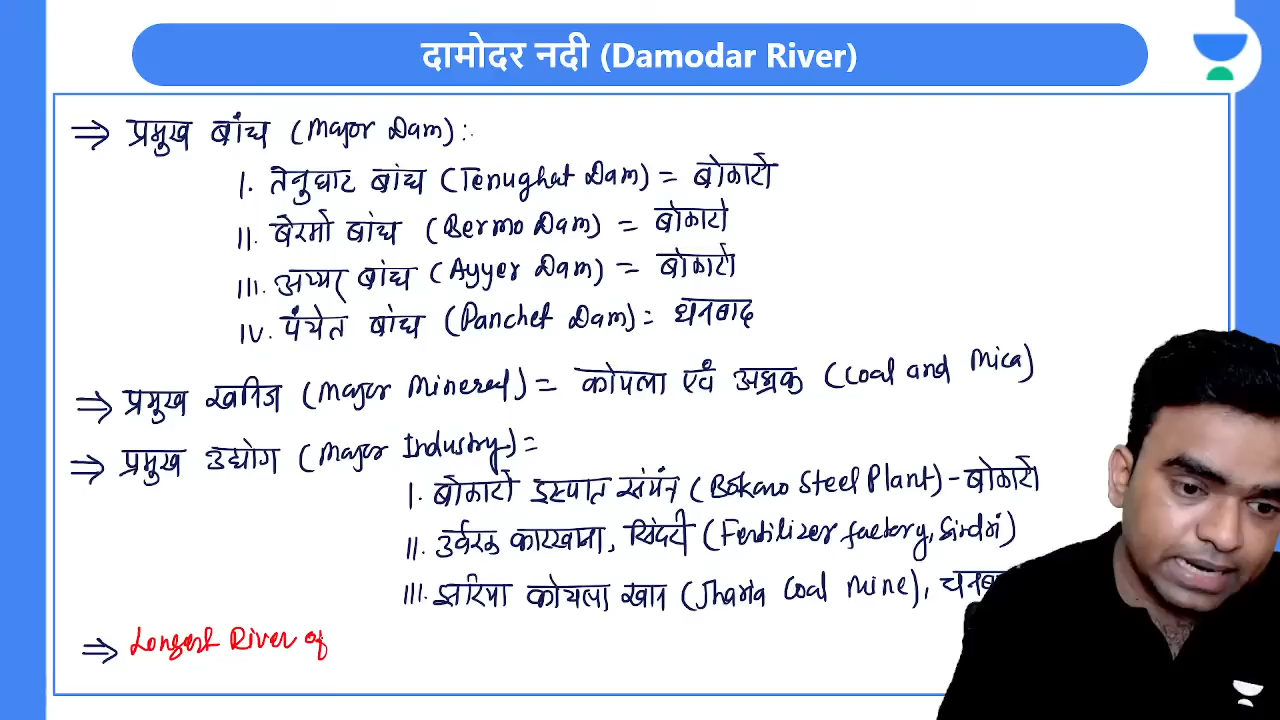 दामोदर नदी (Damodar River)
⇒ प्रमुख बांध (Major Dam):
I. तेनुघाट बांध (Tenughat Dam) = बोकारो
II. बेरमो बांध (Bermo Dam) = बोकारो
III. अय्यर बांध (Ayyer Dam) = बोकारो
IV. पंचेत बांध (Panchet Dam) = धनबाद
⇒ प्रमुख खनिज (Major Mineral) = कोयला एवं अभ्रक (Coal and Mica)
⇒ प्रमुख उद्योग (Major Industry) =
I. बोकारो इस्पात संयंत्र (Bokaro Steel Plant) - बोकारो
II. उर्वरक कारखाना, सिंदरी (Fertilizer factory, Sindri)
III. झरिया कोयला खान (Jharia Coal Mine),
⇒ Longest River of